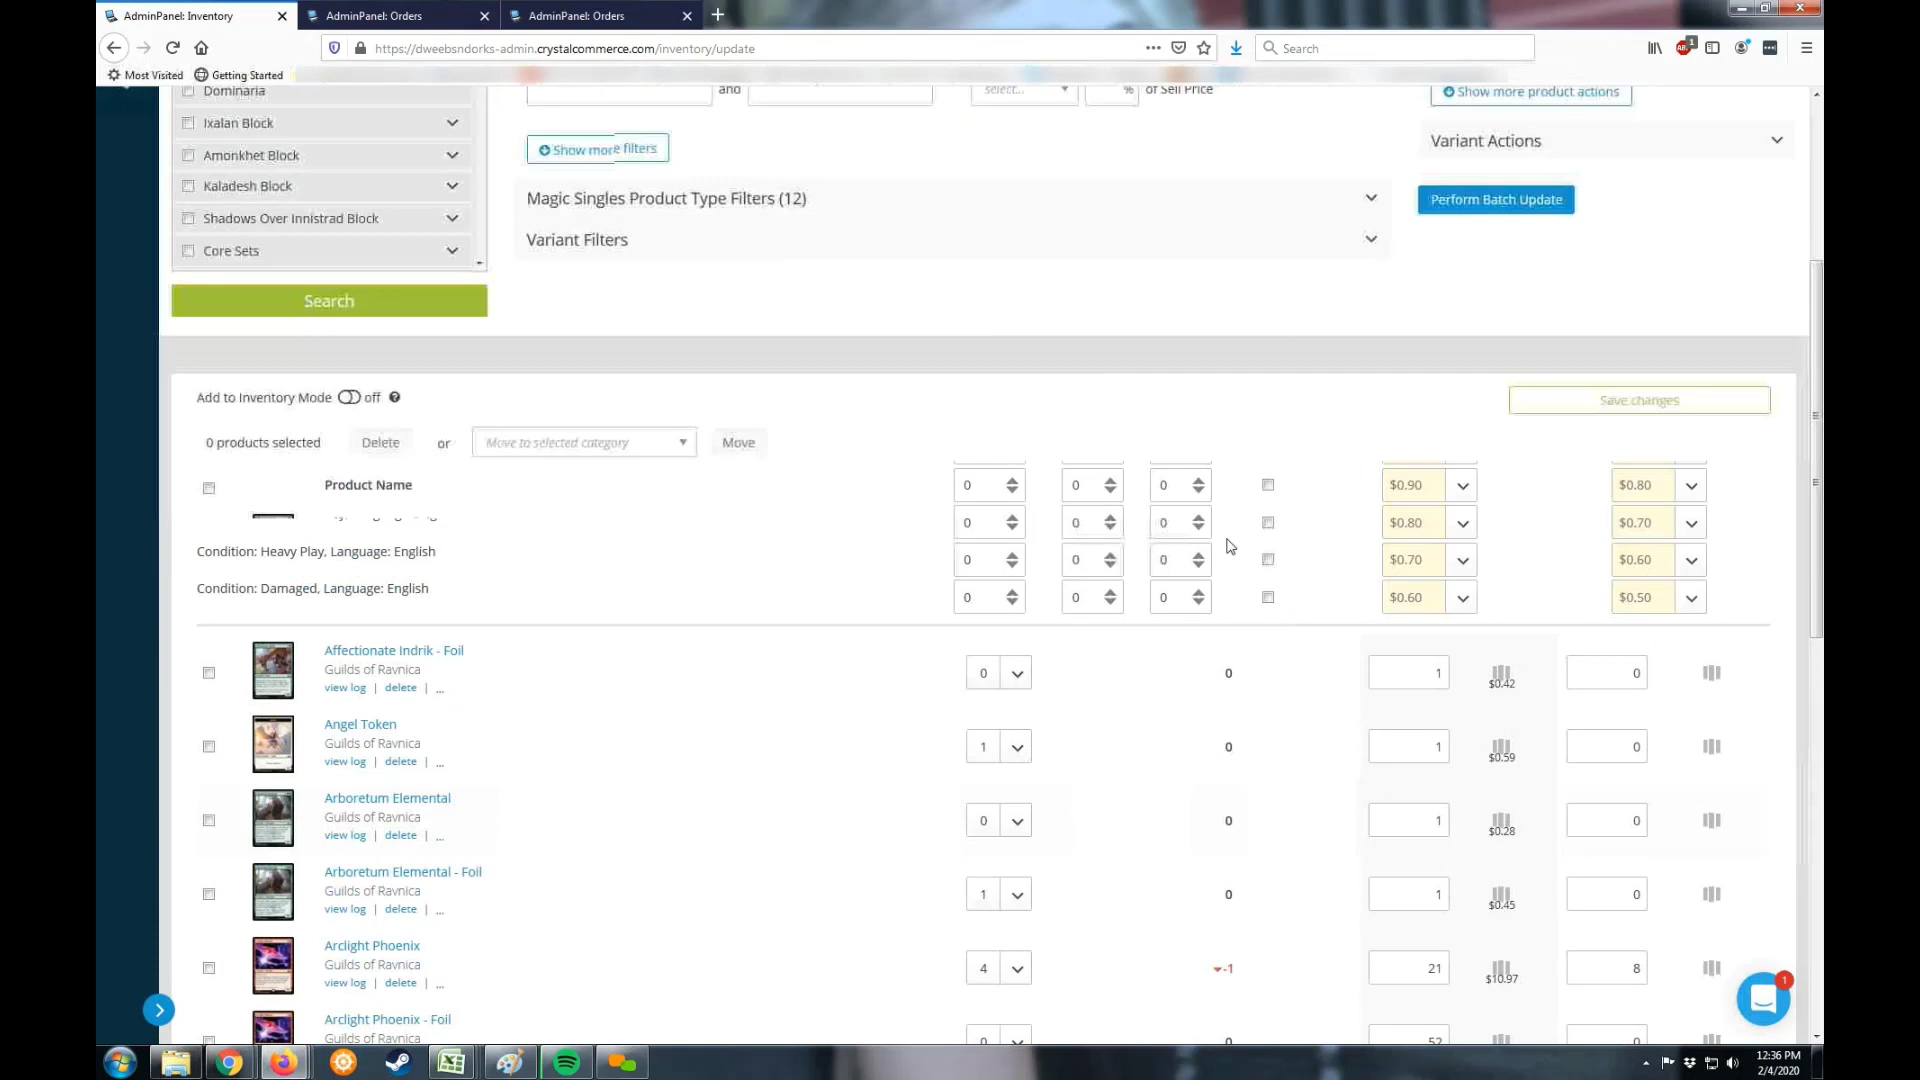 AdminPanel: Inventory
AdminPanel: Orders
AdminPanel: Orders
https://dweebsndorks-admin.crystalcommerce.com/inventory/update
Search
1
Most Visited
Getting Started
Dominaria
Ixalan Block
Amonkhet Block
Kaladesh Block
Shadows Over Innistrad Block
Core Sets
Search
and
select...
%
of Sell Price
Show more filters
Magic Singles Product Type Filters (12)
Variant Filters
Show more product actions
Variant Actions
Perform Batch Update
Add to Inventory Mode off ?
Save changes
0 products selected Delete or Move to selected category Move
Product Name
0 0 0 $0.90 $0.80
0 0 0 $0.80 $0.70
Condition: Heavy Play, Language: English
0 0 0 $0.70 $0.60
Condition: Damaged, Language: English
0 0 0 $0.60 $0.50
Affectionate Indrik - Foil
Guilds of Ravnica
view log | delete | ...
0 0 1 $0.42 0
Angel Token
Guilds of Ravnica
view log | delete | ...
1 0 1 $0.59 0
Arboretum Elemental
Guilds of Ravnica
view log | delete | ...
0 0 1 $0.28 0
Arboretum Elemental - Foil
Guilds of Ravnica
view log | delete | ...
1 0 1 $0.45 0
Arclight Phoenix
Guilds of Ravnica
view log | delete | ...
4 -1 21 $10.97 8
Arclight Phoenix - Foil
Guilds of Ravnica
0 0 52 0
1
12:36 PM
2/4/2020